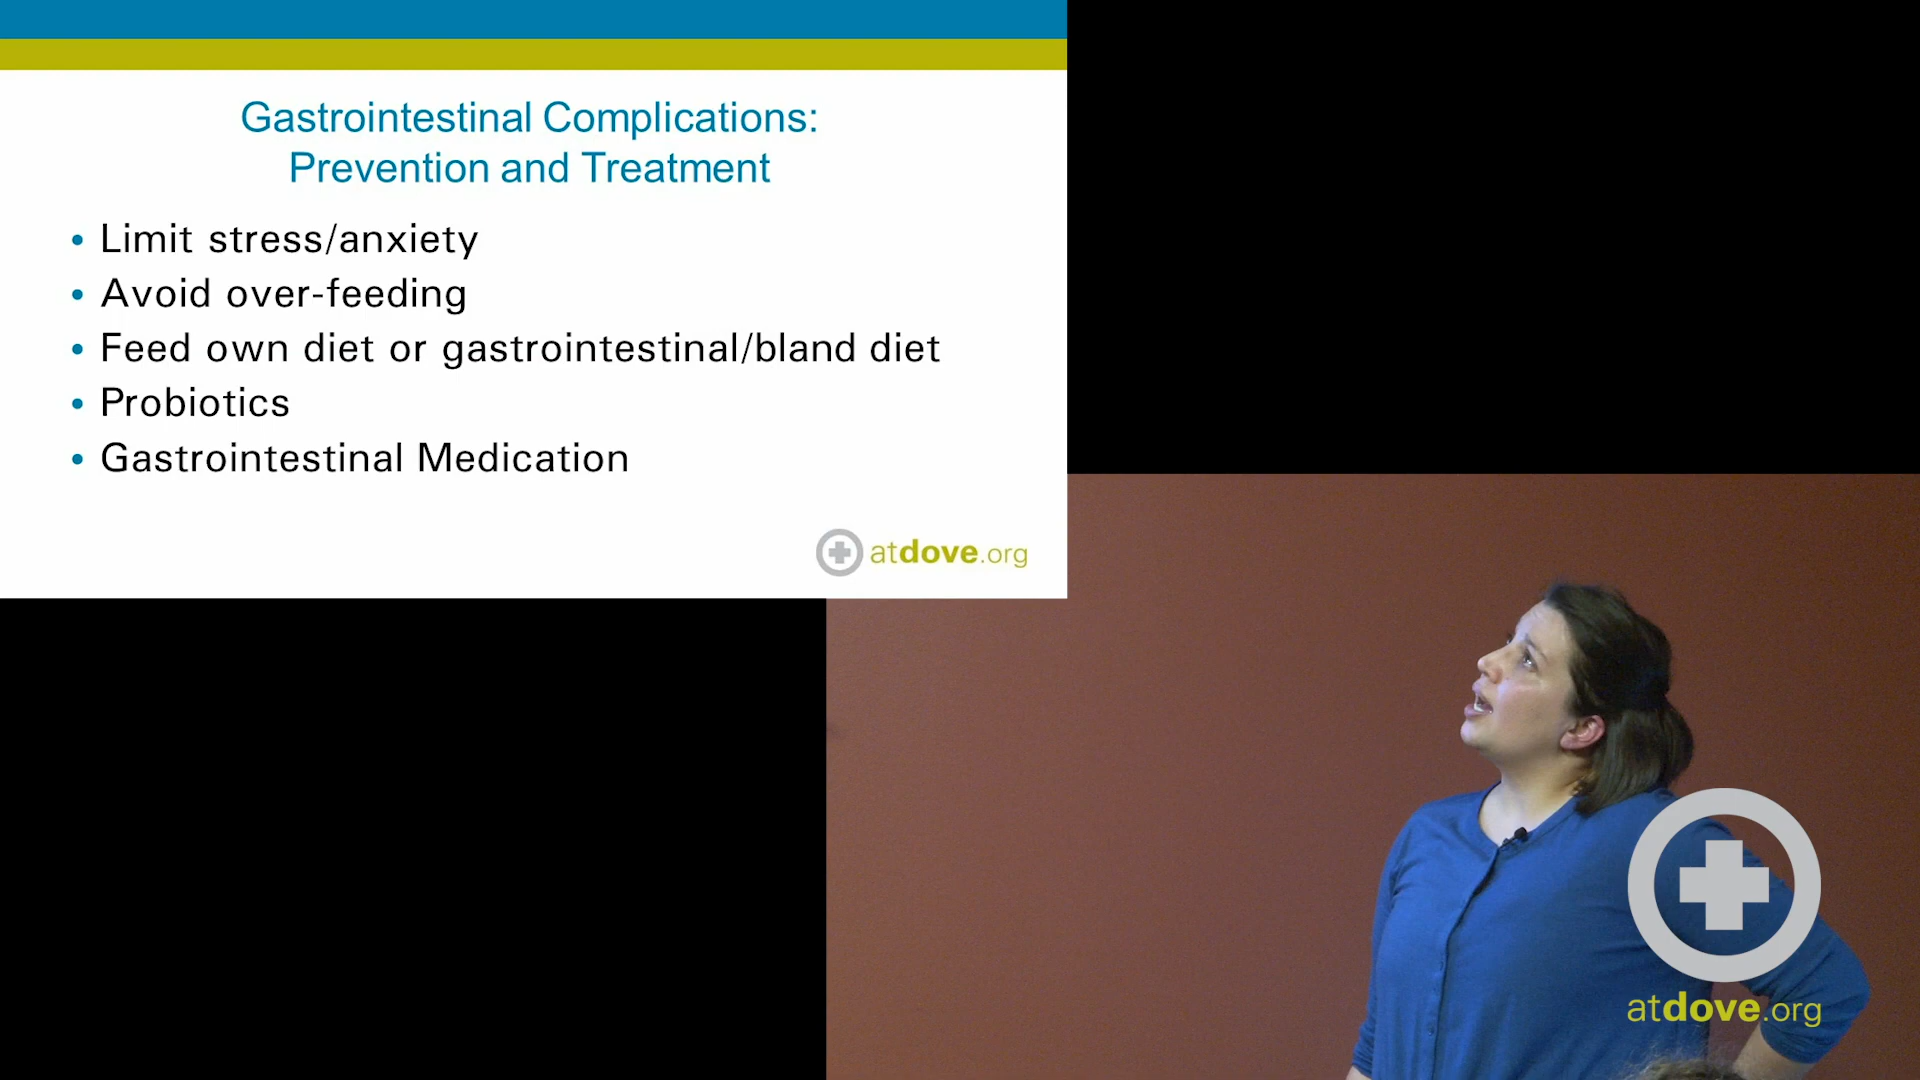 Gastrointestinal Complications:
Prevention and Treatment
• Limit stress/anxiety
• Avoid over-feeding
• Feed own diet or gastrointestinal/bland diet
• Probiotics
• Gastrointestinal Medication
atdove.org
atdove.org